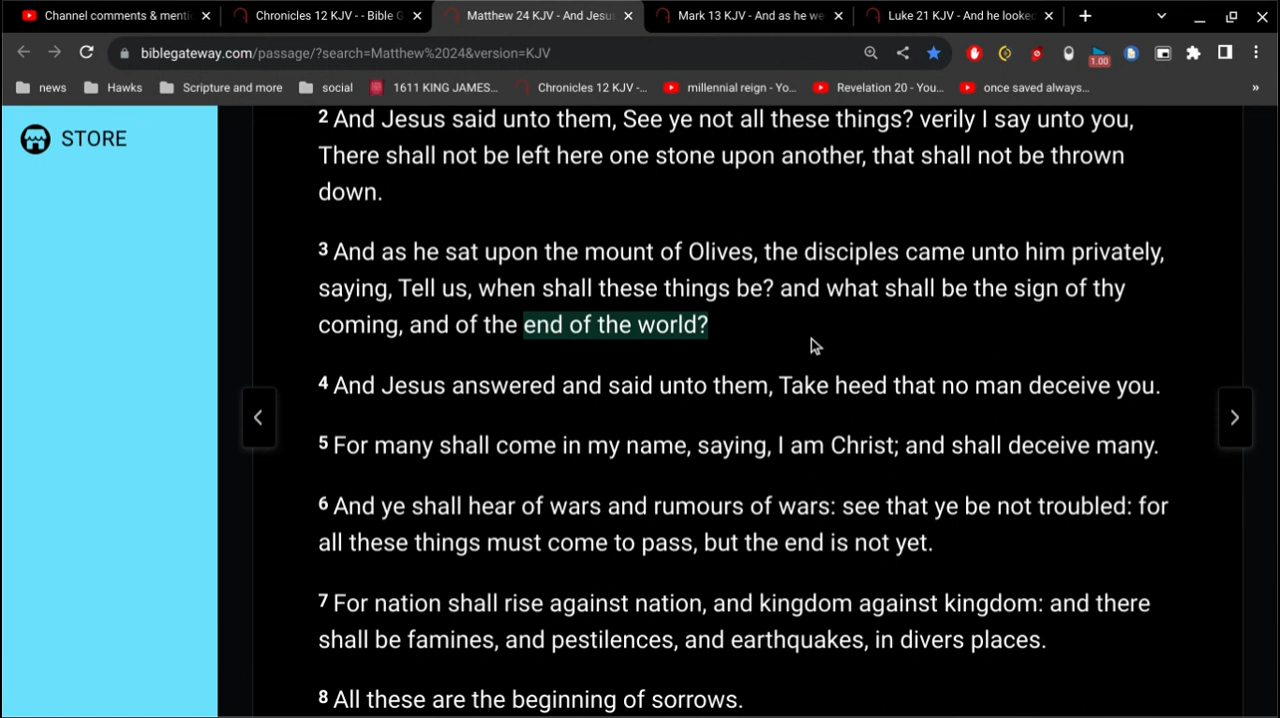 Channel comments & menti
Chronicles 12 KJV - - Bible G
Matthew 24 KJV - And Jesu
Mark 13 KJV - And as he we
Luke 21 KJV - And he looked
biblegateway.com/passage/?search=Matthew%2024&version=KJV
1.00
news
Hawks
Scripture and more
social
1611 KING JAMES...
Chronicles 12 KJV -...
millennial reign - Yo...
Revelation 20 - You...
once saved always...
»
STORE
2 And Jesus said unto them, See ye not all these things? verily I say unto you,
There shall not be left here one stone upon another, that shall not be thrown
down.
3 And as he sat upon the mount of Olives, the disciples came unto him privately,
saying, Tell us, when shall these things be? and what shall be the sign of thy
coming, and of the end of the world?
4 And Jesus answered and said unto them, Take heed that no man deceive you.
5 For many shall come in my name, saying, I am Christ; and shall deceive many.
6 And ye shall hear of wars and rumours of wars: see that ye be not troubled: for
all these things must come to pass, but the end is not yet.
7 For nation shall rise against nation, and kingdom against kingdom: and there
shall be famines, and pestilences, and earthquakes, in divers places.
8 All these are the beginning of sorrows.